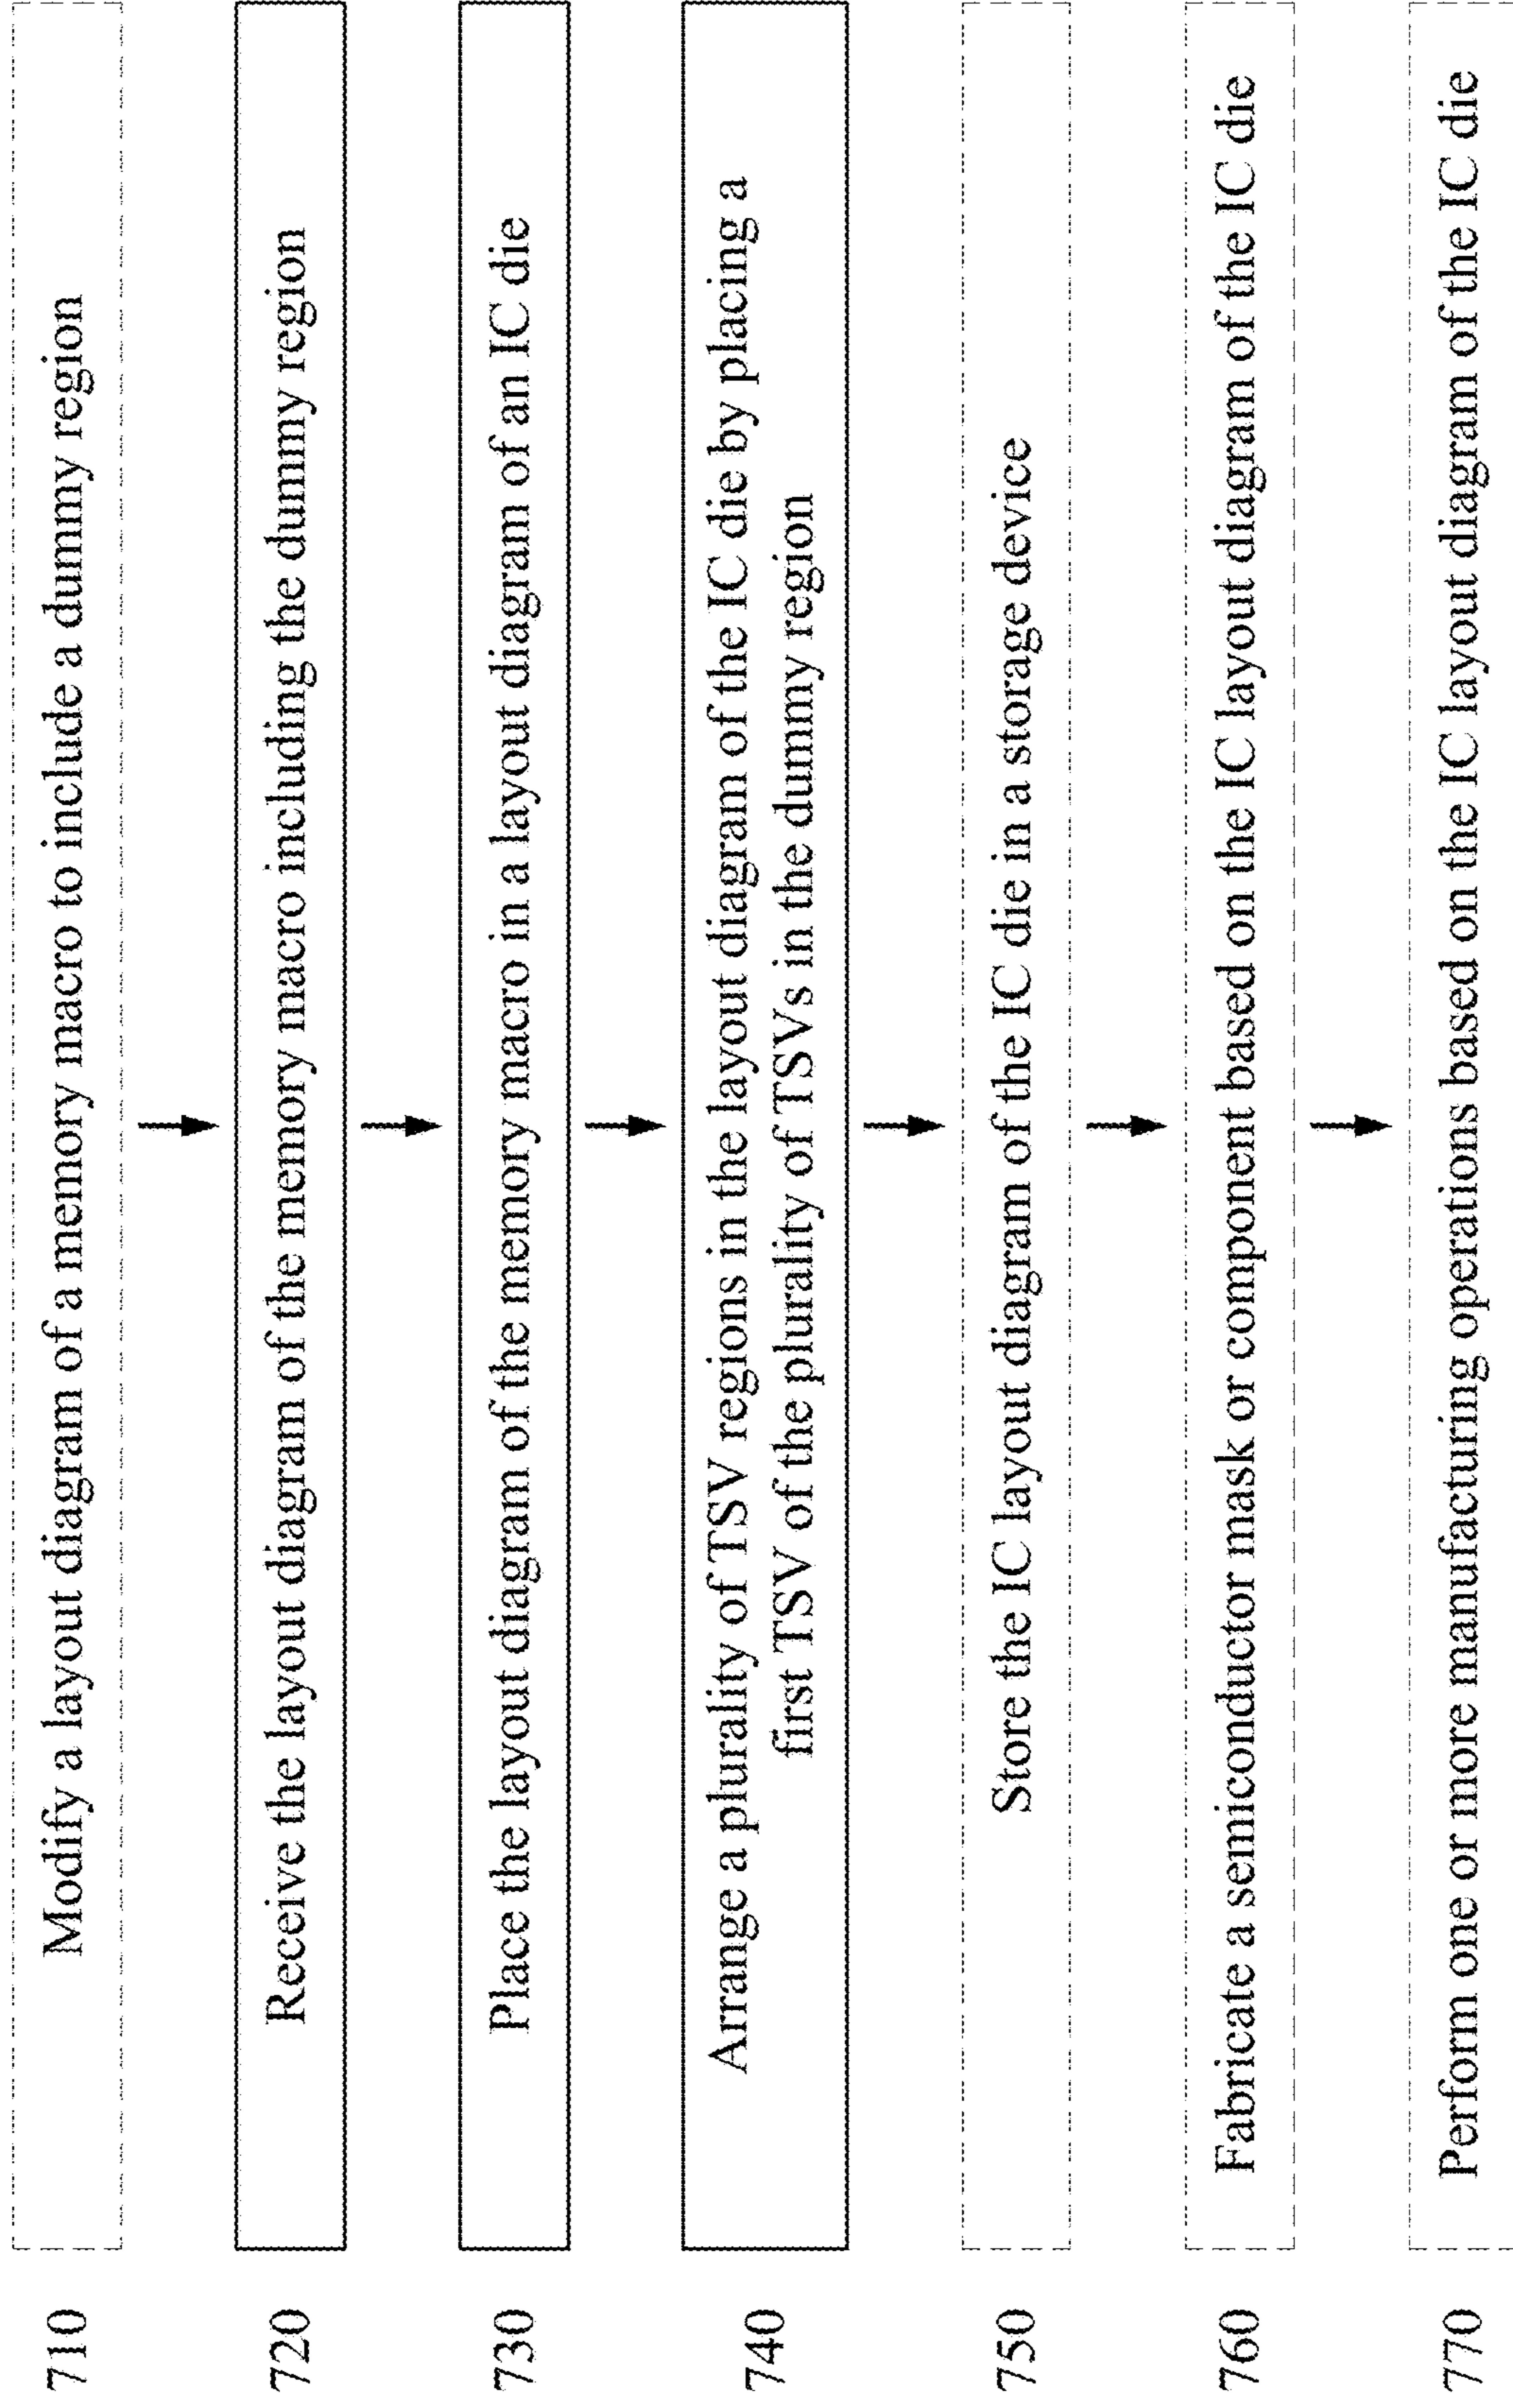 710
Modify a layout diagram of a memory macro to include a dummy region
720
Receive the layout diagram of the memory macro including the dummy region
730
Place the layout diagram of the memory macro in a layout diagram of an IC die
740
Arrange a plurality of TSV regions in the layout diagram of the IC die by placing a
first TSV of the plurality of TSVs in the dummy region
750
Store the IC layout diagram of the IC die in a storage device
760
Fabricate a semiconductor mask or component based on the IC layout diagram of the IC die
770
Perform one or more manufacturing operations based on the IC layout diagram of the IC die